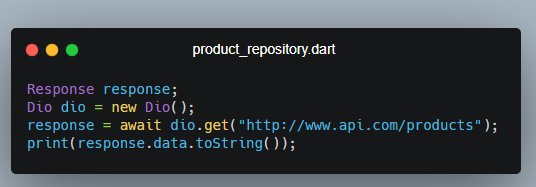 product_repository.dart
Response response;
Dio dio = new Dio();
response = await dio.get("http://www.api.com/products");
print(response.data.toString());